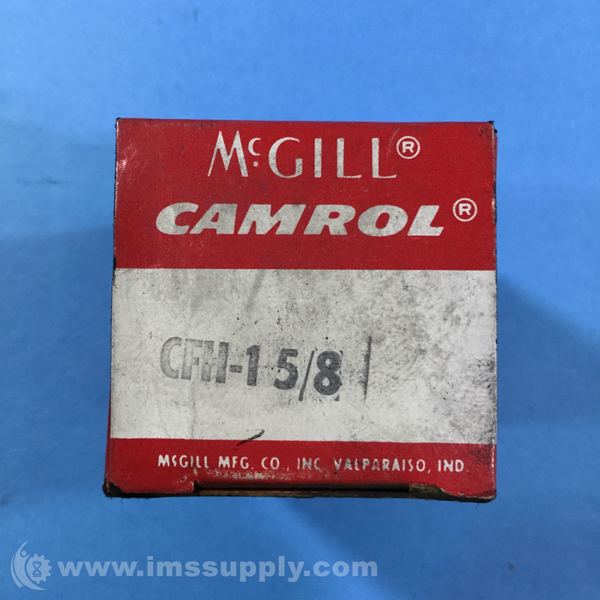 McGILL®
CAMROL®
CFH-1 5/8
McGILL MFG. CO., INC. VALPARAISO, IND.
www.imssupply.com